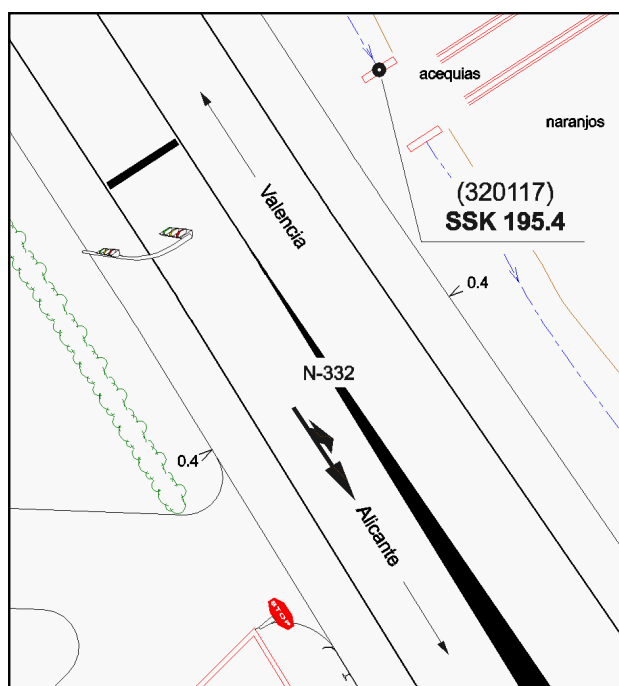 acequias
naranjos
(320117)
SSK 195.4
Valencia
0.4
N-332
0.4
Alicante
STOP